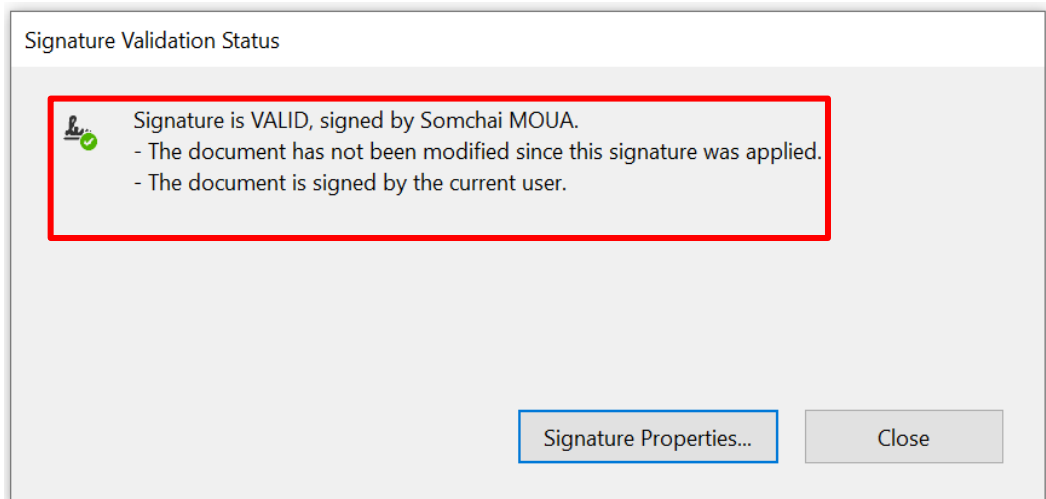 Signature Validation Status
Signature is VALID, signed by Somchai MOUA.
- The document has not been modified since this signature was applied.
- The document is signed by the current user.
Signature Properties...
Close